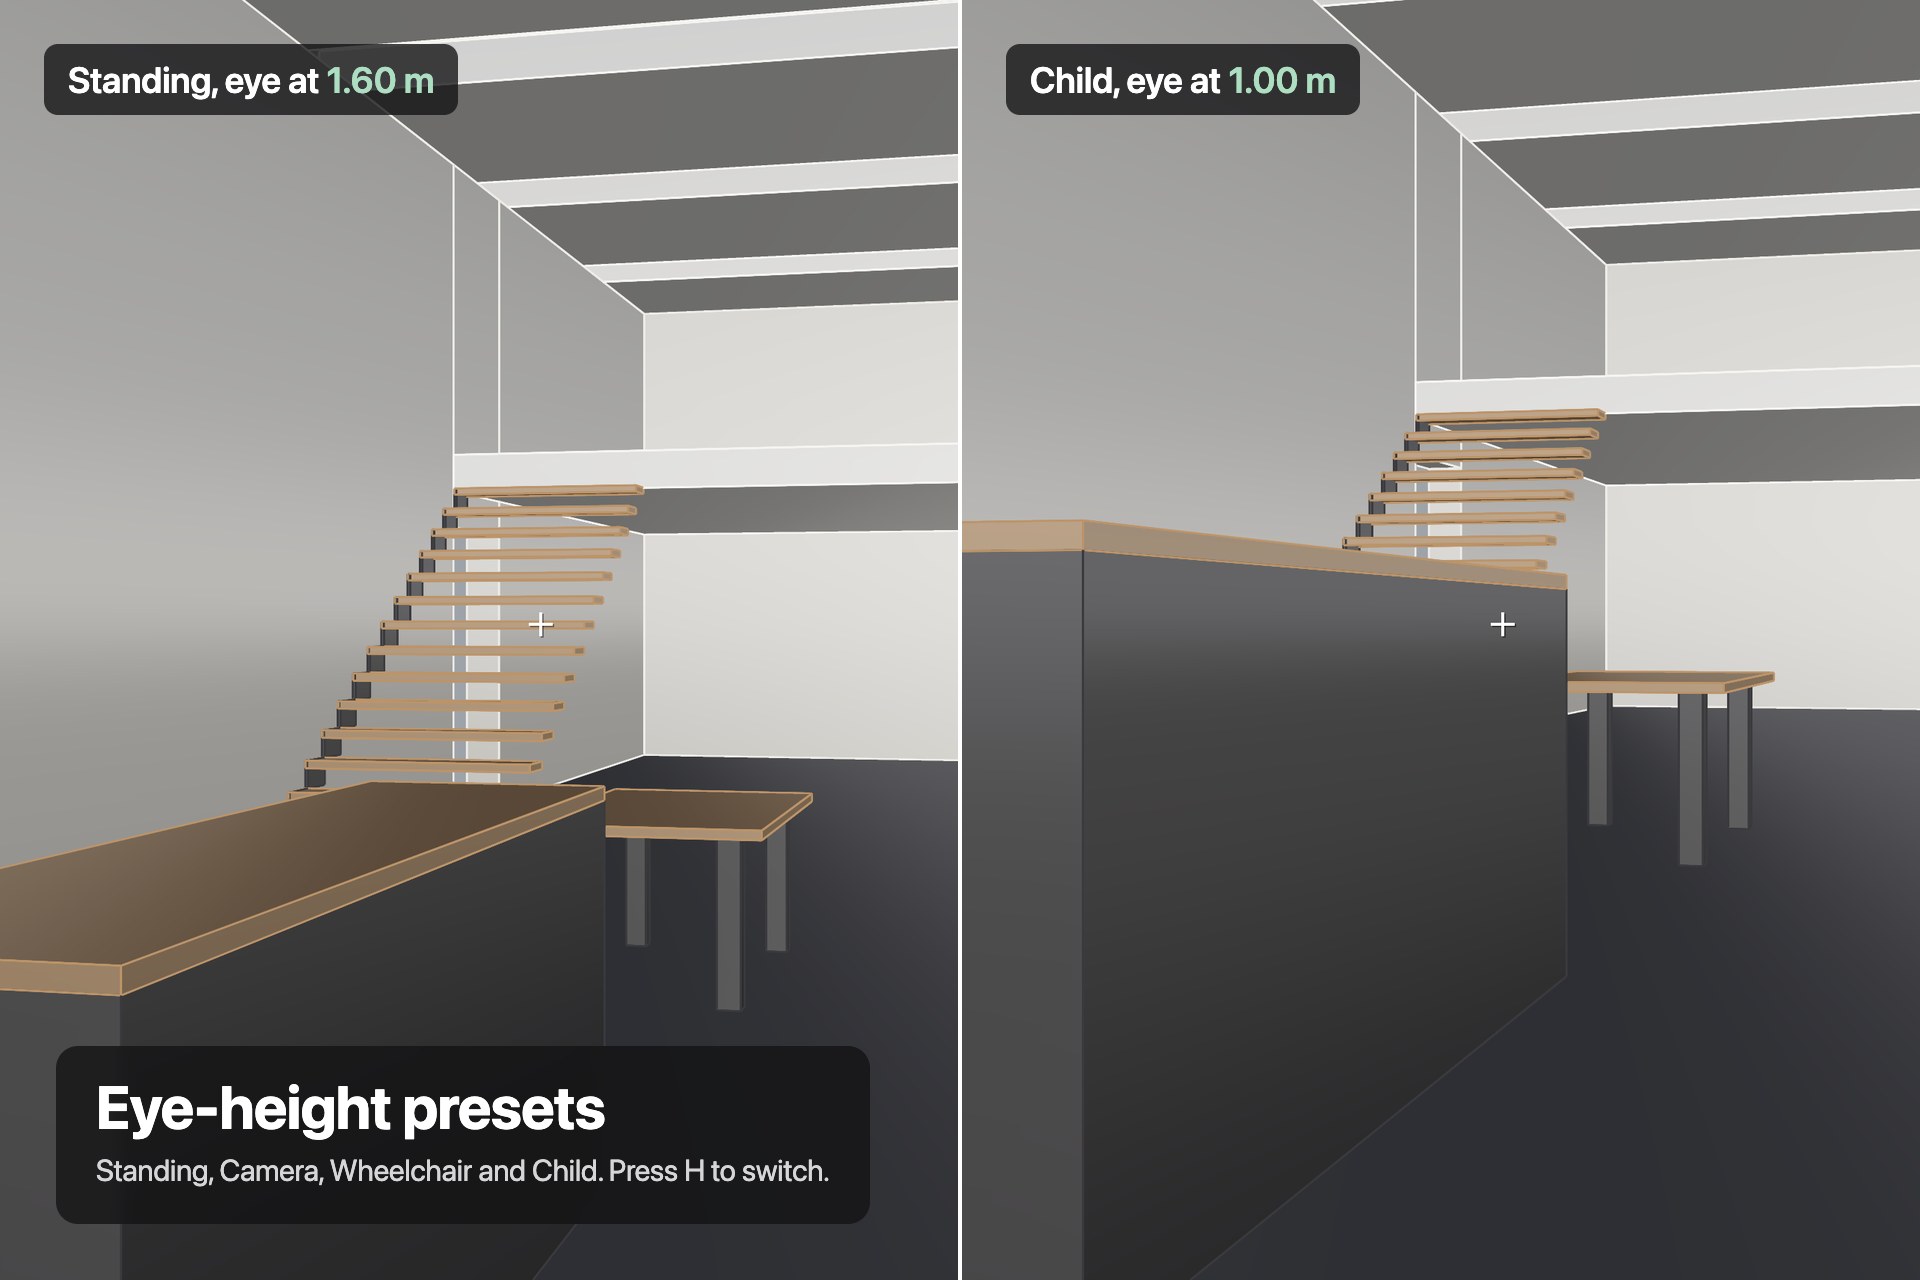 Standing, eye at 1.60 m
Child, eye at 1.00 m
Eye-height presets
Standing, Camera, Wheelchair and Child. Press H to switch.